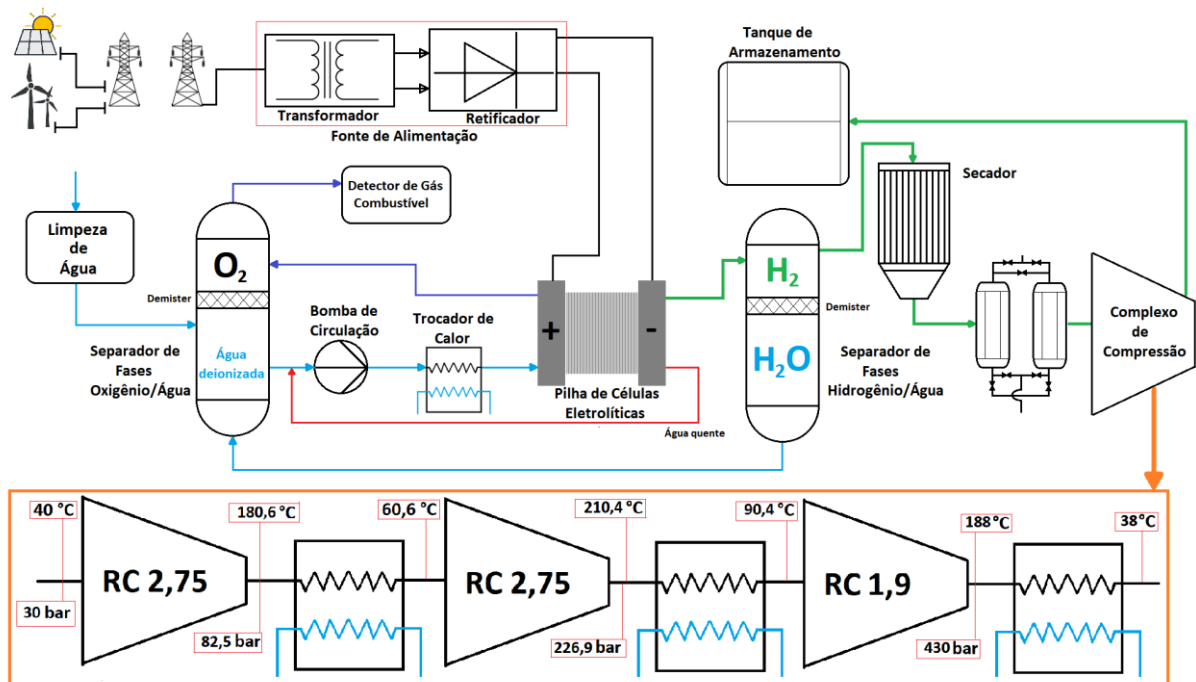 Transformador
Retificador
Fonte de Alimentação
Tanque de
Armazenamento
Secador
Limpeza
de
Água
Detector de Gás
Combustível
O₂
Demister
Água
deionizada
Separador de
Fases
Oxigênio/Água
Bomba de
Circulação
Trocador de
Calor
+
-
Pilha de Células
Eletrolíticas
Água quente
H₂
Demister
H₂O
Separador de
Fases
Hidrogênio/Água
Complexo
de
Compressão
40 °C
30 bar
RC 2,75
180,6 °C
82,5 bar
60,6 °C
RC 2,75
210,4 °C
226,9 bar
90,4 °C
RC 1,9
188 °C
430 bar
38°C